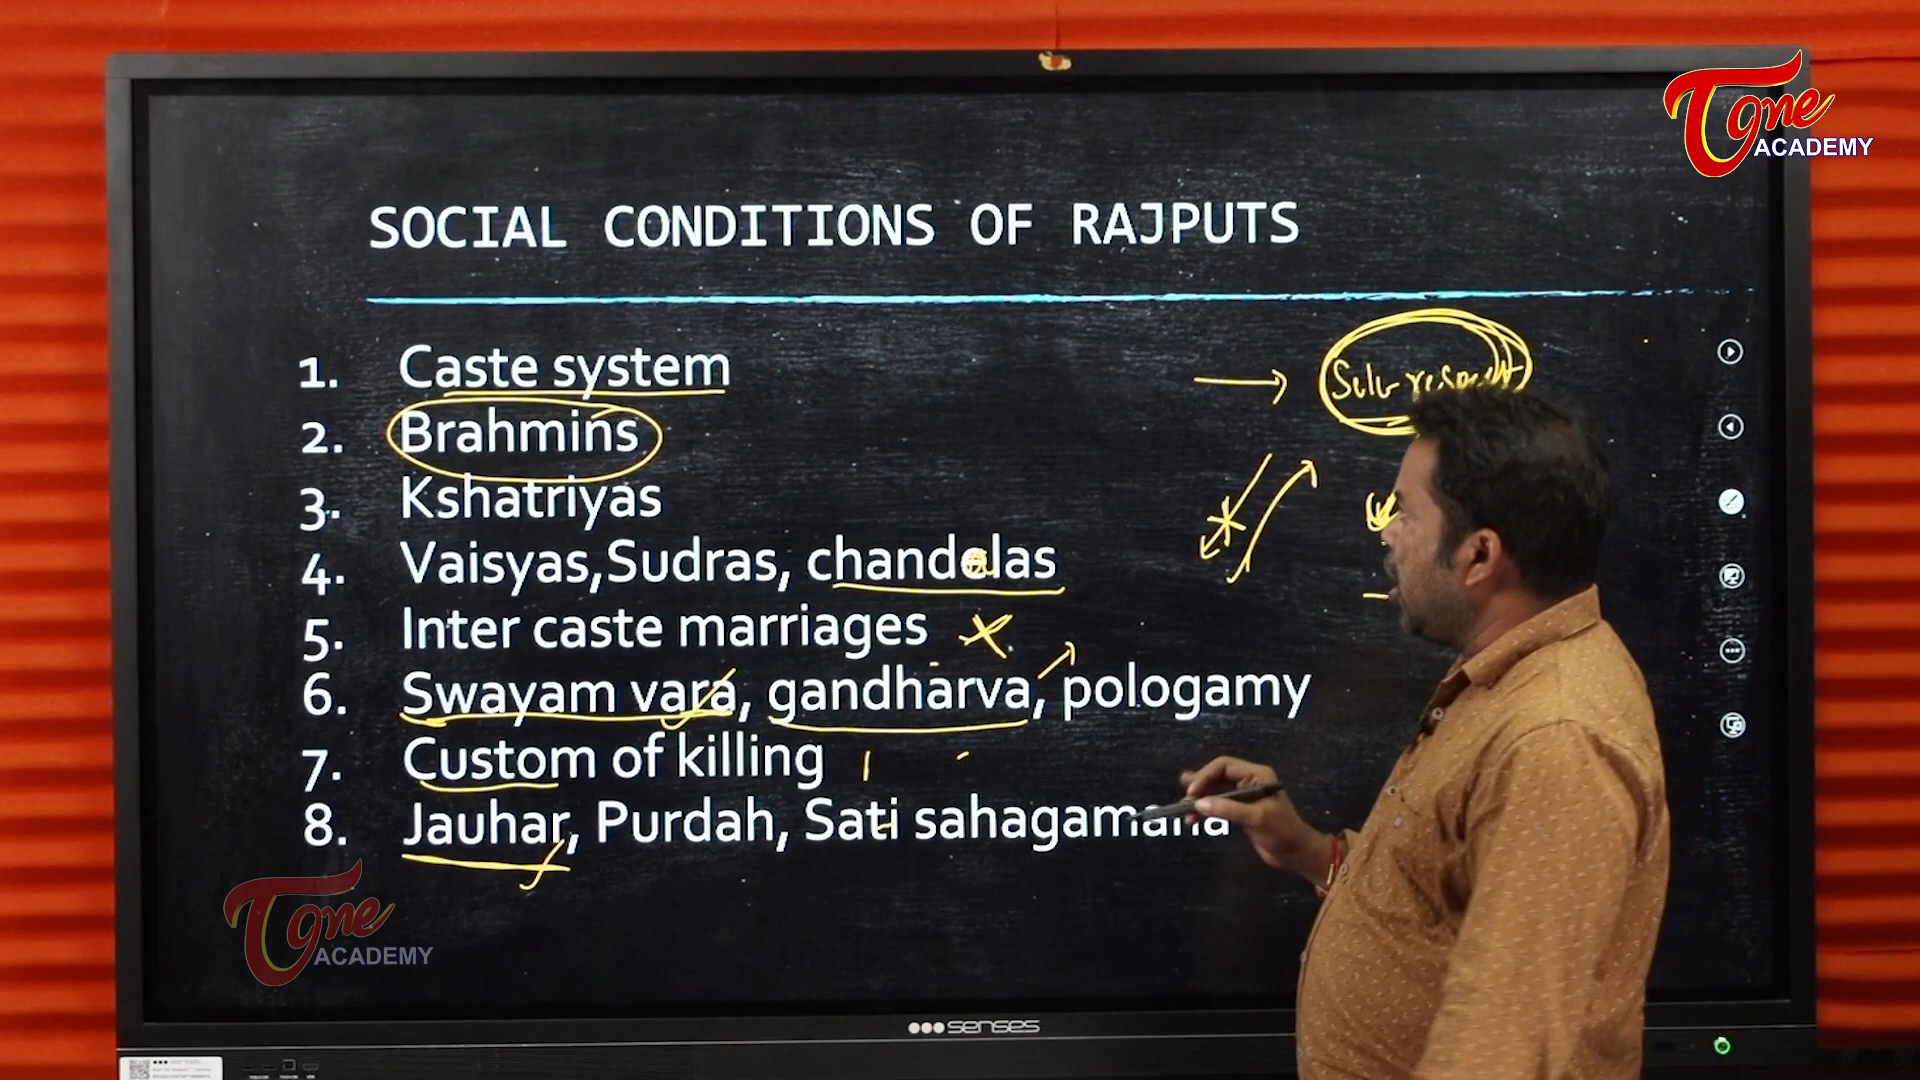 Tone
ACADEMY
SOCIAL CONDITIONS OF RAJPUTS
1. Caste system
2. Brahmins
3. Kshatriyas
4. Vaisyas,Sudras, chandalas
5. Inter caste marriages
6. Swayam vara, gandharva, pologamy
7. Custom of killing
8. Jauhar, Purdah, Sati sahagamana
Tone
ACADEMY
senses